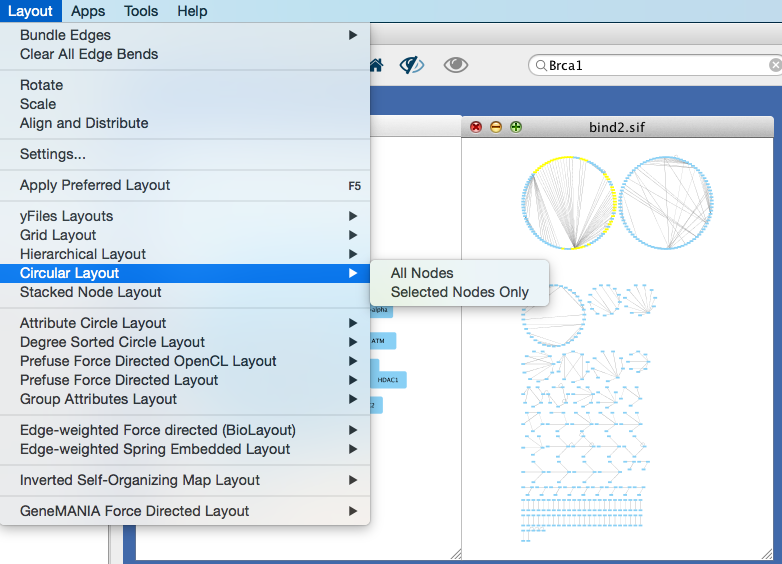 Layout Apps Tools Help
Bundle Edges
Clear All Edge Bends
Rotate
Scale
Align and Distribute
Settings...
Apply Preferred Layout F5
yFiles Layouts
Grid Layout
Hierarchical Layout
Circular Layout
Stacked Node Layout
Attribute Circle Layout
Degree Sorted Circle Layout
Prefuse Force Directed OpenCL Layout
Prefuse Force Directed Layout
Group Attributes Layout
Edge-weighted Force directed (BioLayout)
Edge-weighted Spring Embedded Layout
Inverted Self-Organizing Map Layout
GeneMANIA Force Directed Layout
All Nodes
Selected Nodes Only
Brca1
bind2.sif
alpha
ATM
HDAC1
2